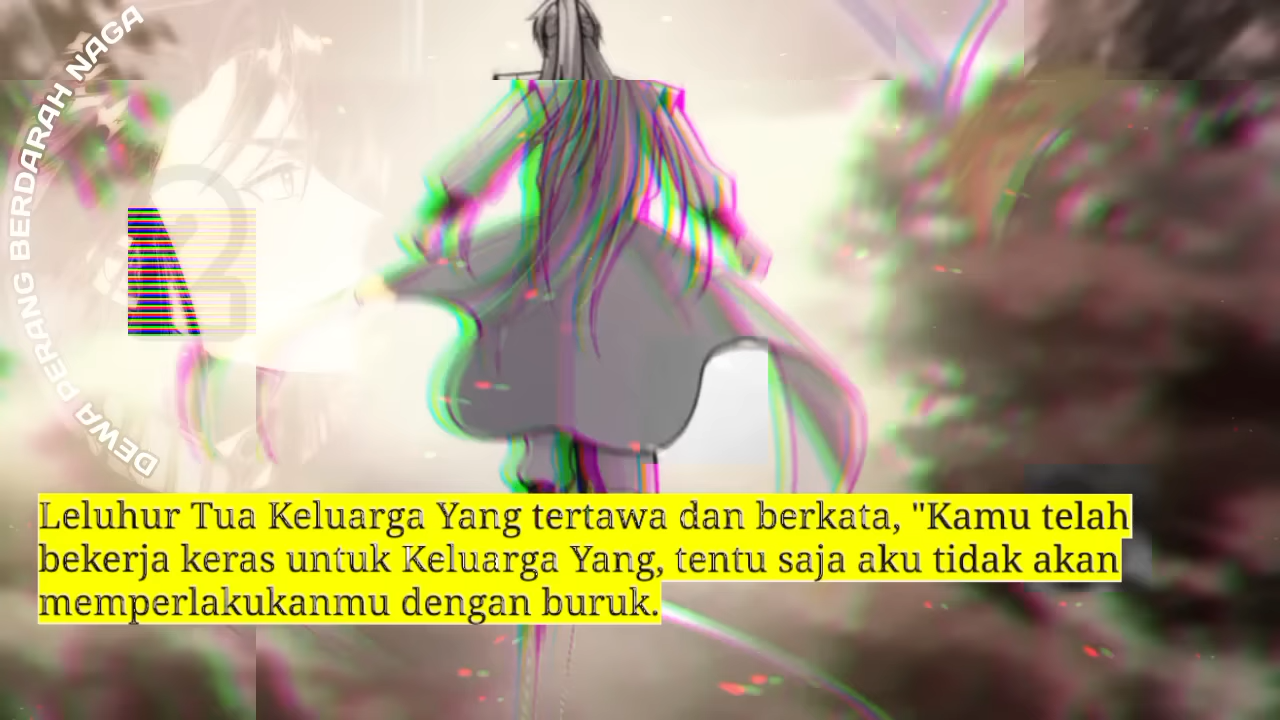 DEWA PERANG BERDARAH NAGA
2
Leluhur Tua Keluarga Yang tertawa dan berkata, "Kamu telah
bekerja keras untuk Keluarga Yang, tentu saja aku tidak akan
memperlakukanmu dengan buruk.